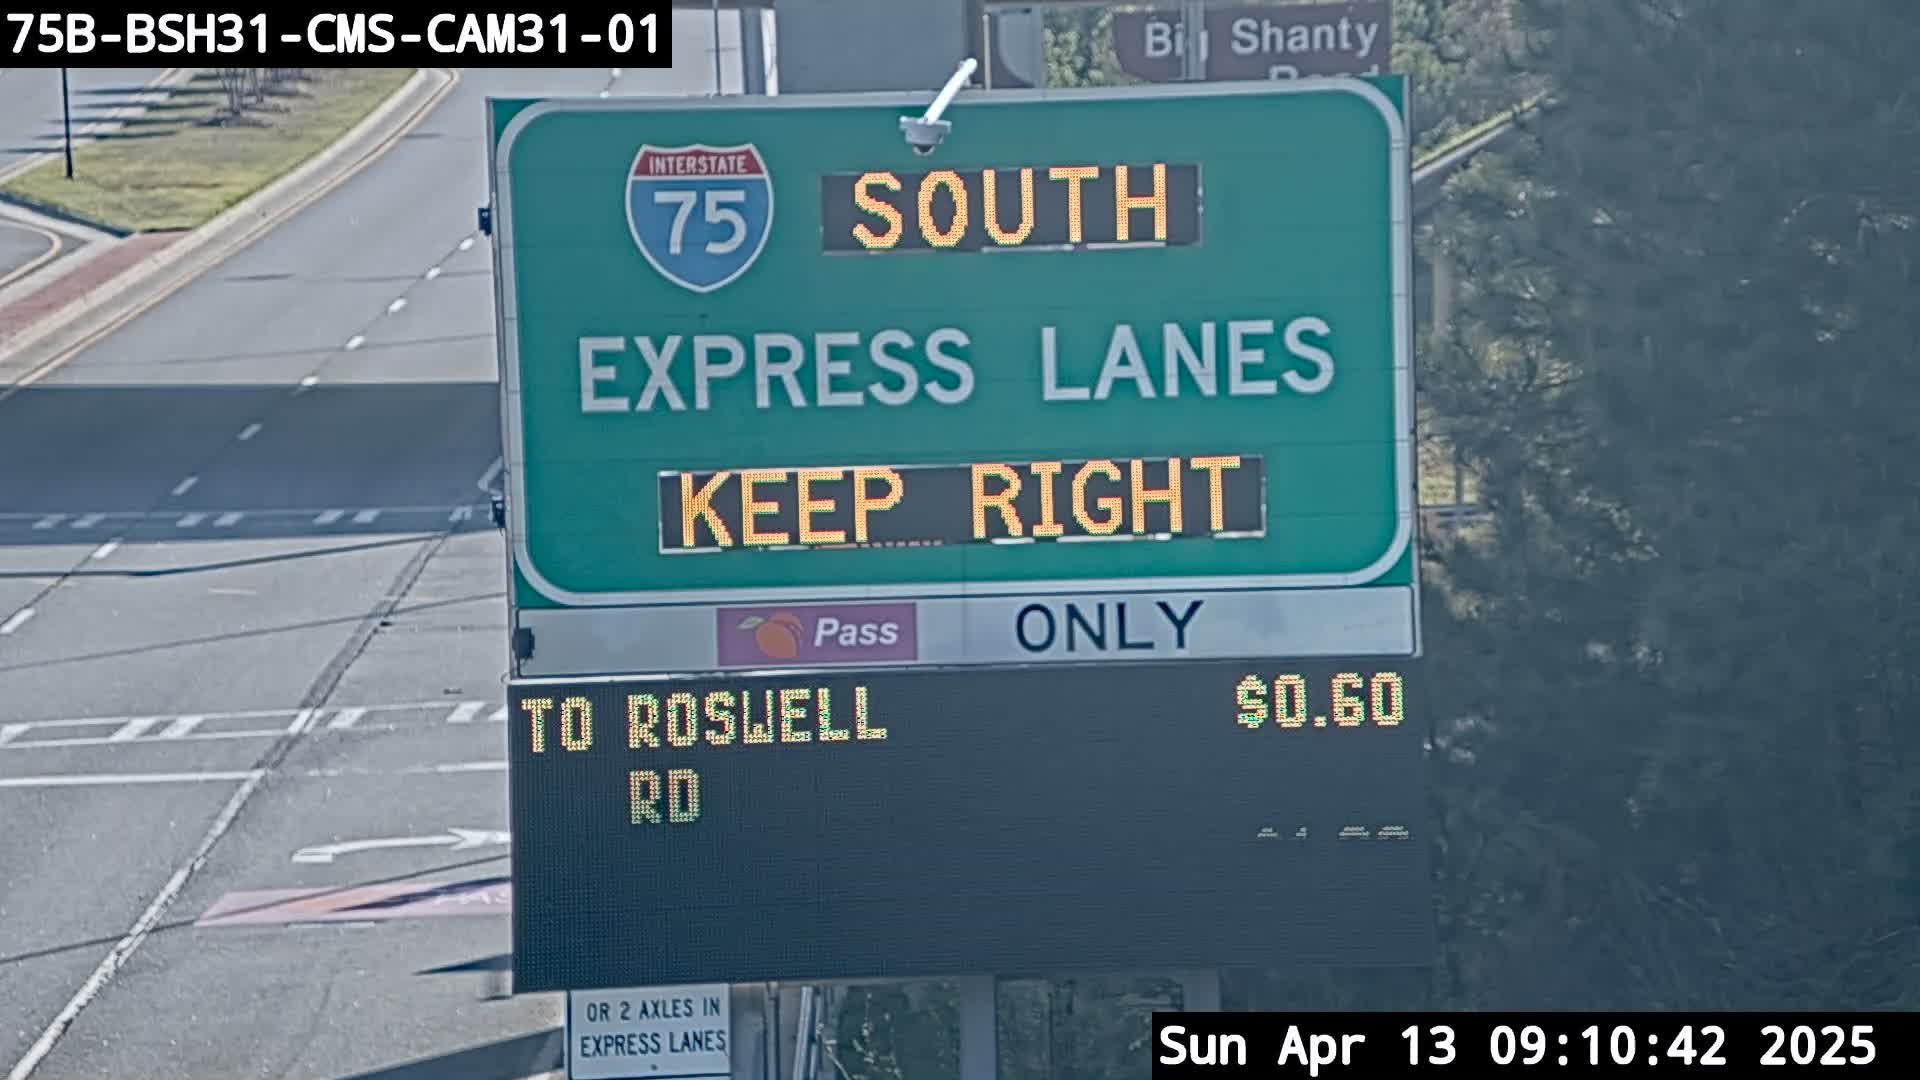 75B-BSH31-CMS-CAM31-01
Big Shanty
Road
INTERSTATE
75
SOUTH
EXPRESS LANES
KEEP RIGHT
Pass ONLY
TO ROSWELL $0.60
RD
OR 2 AXLES IN
EXPRESS LANES
Sun Apr 13 09:10:42 2025